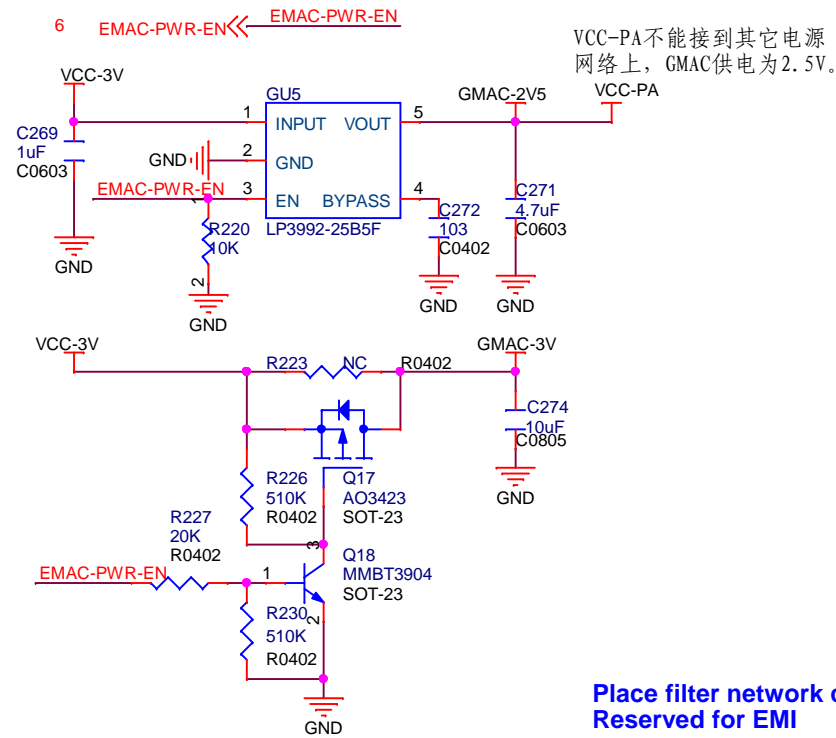 6 EMAC-PWR-EN EMAC-PWR-EN
VCC-PA不能接到其它电源
网络上，GMAC供电为2.5V。
VCC-3V
GU5
GMAC-2V5
VCC-PA
1 INPUT VOUT 5
C269
1uF
C0603
GND 2 GND
EMAC-PWR-EN 3 EN BYPASS 4
LP3992-25B5F
1
R220
10K
2
C272
103
C0402
C271
4.7uF
C0603
GND
GND
GND
GND
VCC-3V
GMAC-3V
R223 NC R0402
C274
10uF
C0805
GND
R226
510K
R0402
Q17
AO3423
SOT-23
R227
20K
R0402
3
Q18
MMBT3904
SOT-23
EMAC-PWR-EN
1
2
R230
510K
R0402
GND
Place filter network
Reserved for EMI